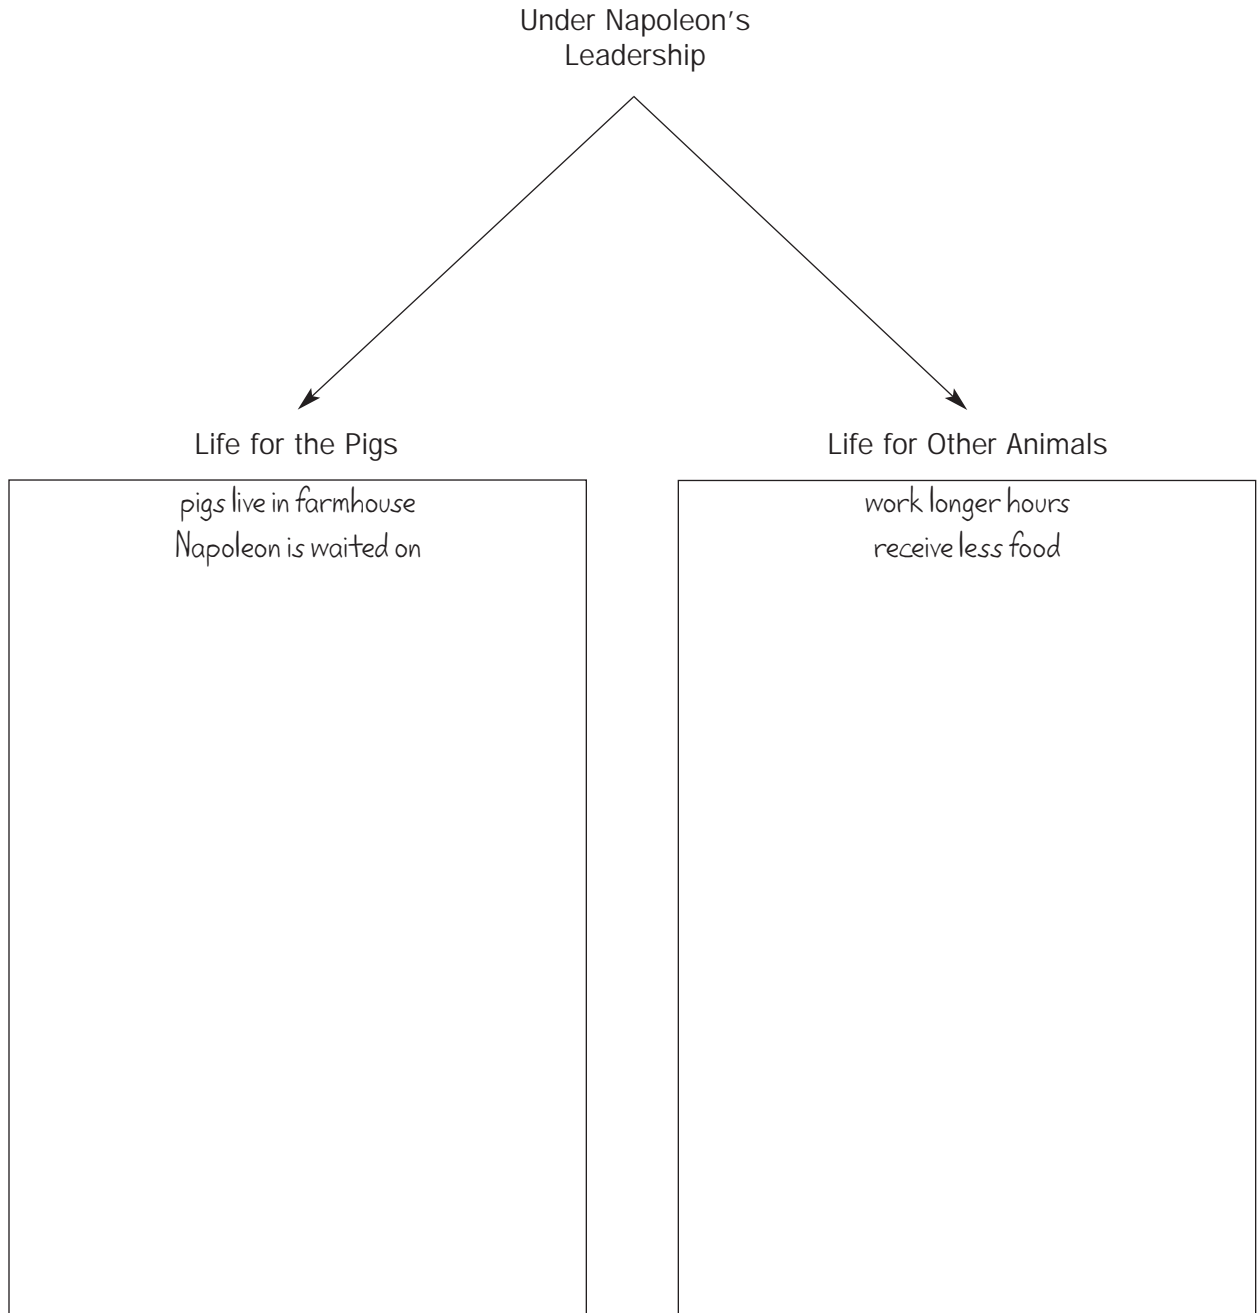 Under Napoleon's
Leadership
Life for the Pigs
pigs live in farmhouse
Napoleon is waited on
Life for Other Animals
work longer hours
receive less food